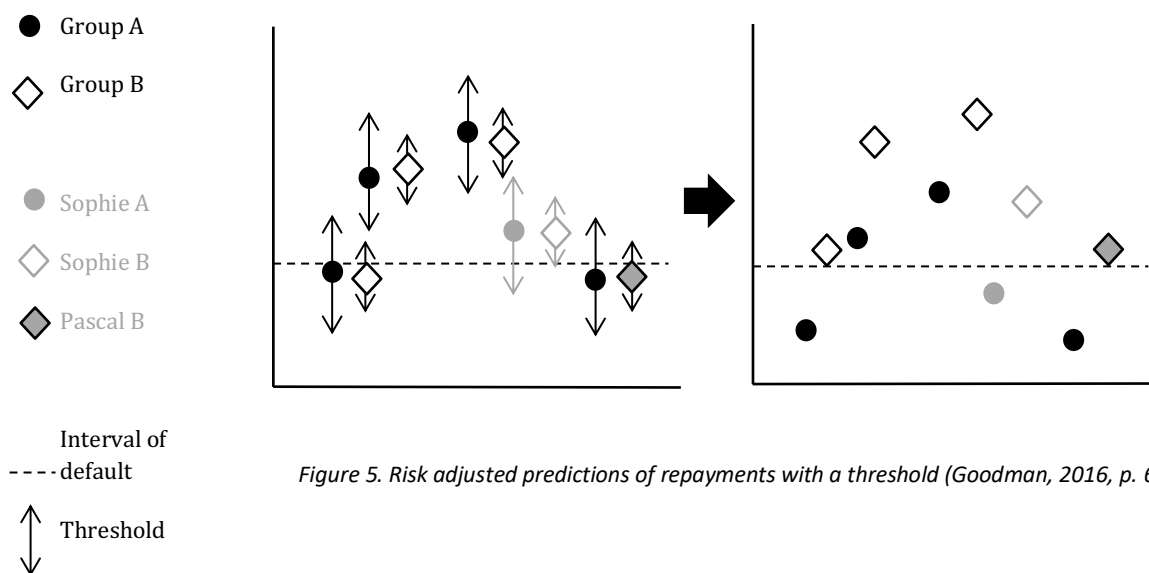 Group A
Group B
Sophie A
Sophie B
Pascal B
Interval of
default
Threshold
Figure 5. Risk adjusted predictions of repayments with a threshold (Goodman, 2016, p. 6